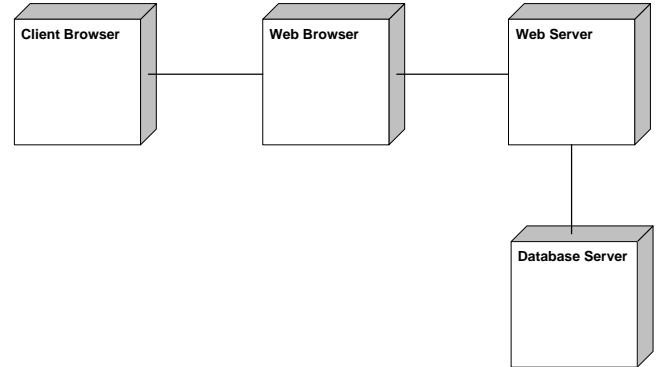 Client Browser
Web Browser
Web Server
Database Server